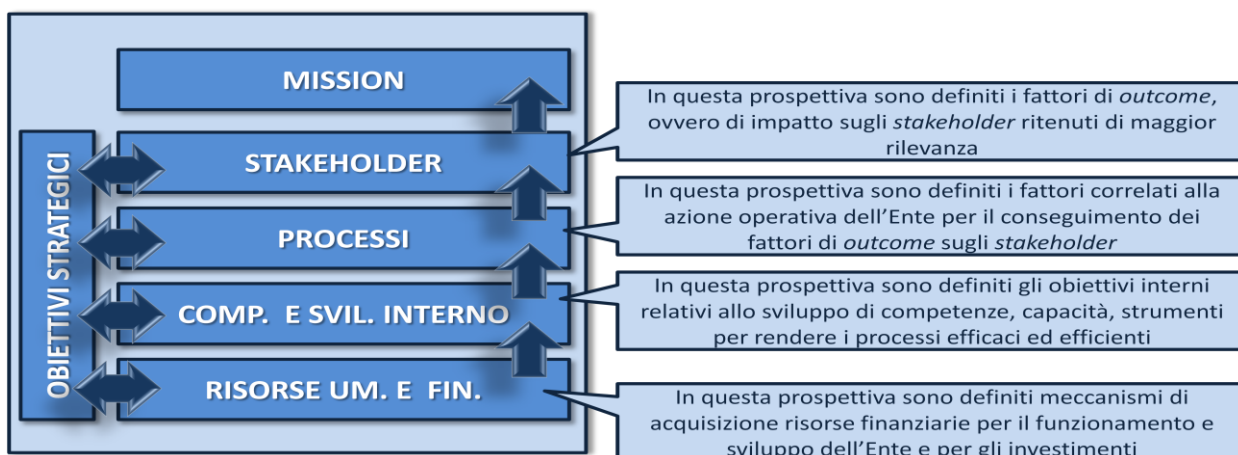 MISSION
In questa prospettiva sono definiti i fattori di outcome,
ovvero di impatto sugli stakeholder ritenuti di maggior
rilevanza
STAKEHOLDER
In questa prospettiva sono definiti i fattori correlati alla
azione operativa dell’Ente per il conseguimento dei
fattori di outcome sugli stakeholder
PROCESSI
In questa prospettiva sono definiti gli obiettivi interni
relativi allo sviluppo di competenze, capacità, strumenti
per rendere i processi efficaci ed efficienti
COMP. E SVIL. INTERNO
In questa prospettiva sono definiti meccanismi di
acquisizione risorse finanziarie per il funzionamento e
sviluppo dell’Ente e per gli investimenti
RISORSE UM. E FIN.
OBIETTIVI STRATEGICI